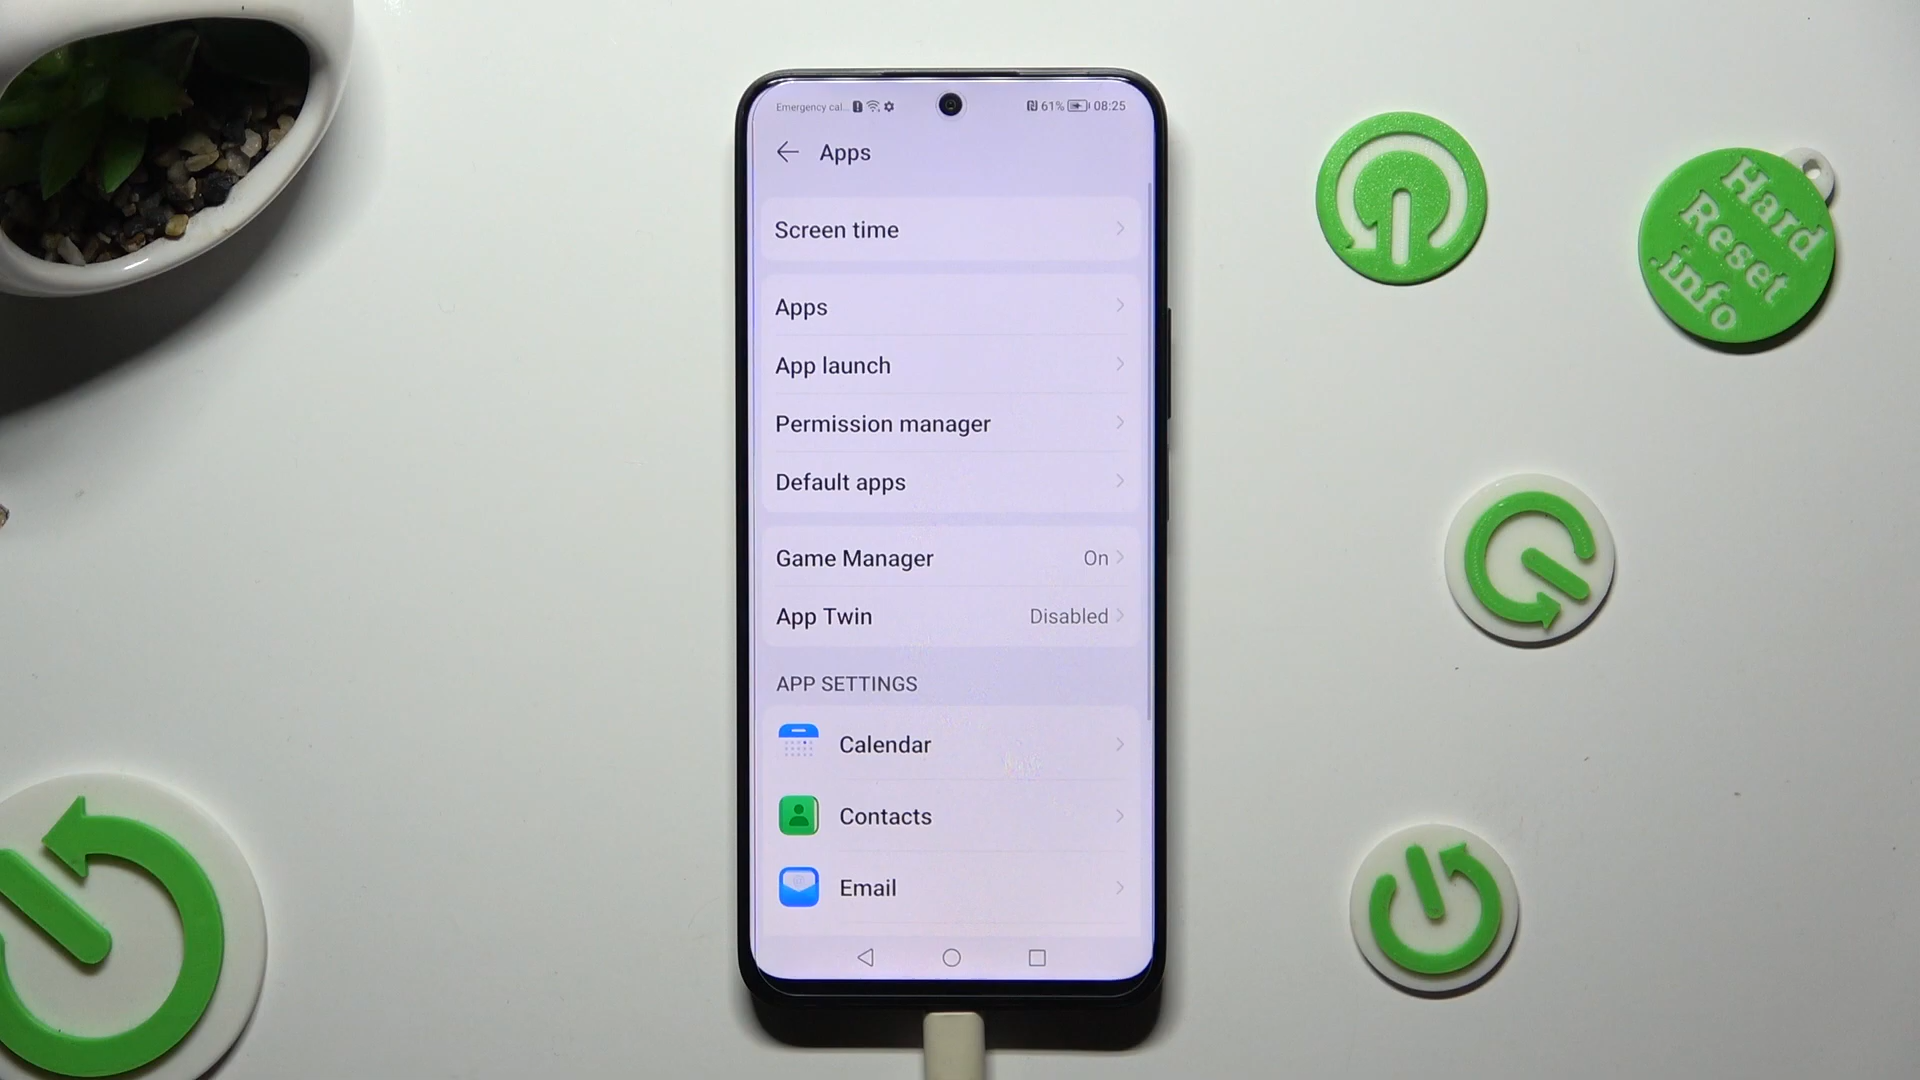 Emergency cal... 61% 08:25
Apps
Screen time
Apps
App launch
Permission manager
Default apps
Game Manager On
App Twin Disabled
APP SETTINGS
Calendar
Contacts
Email
Hard
Reset
.info